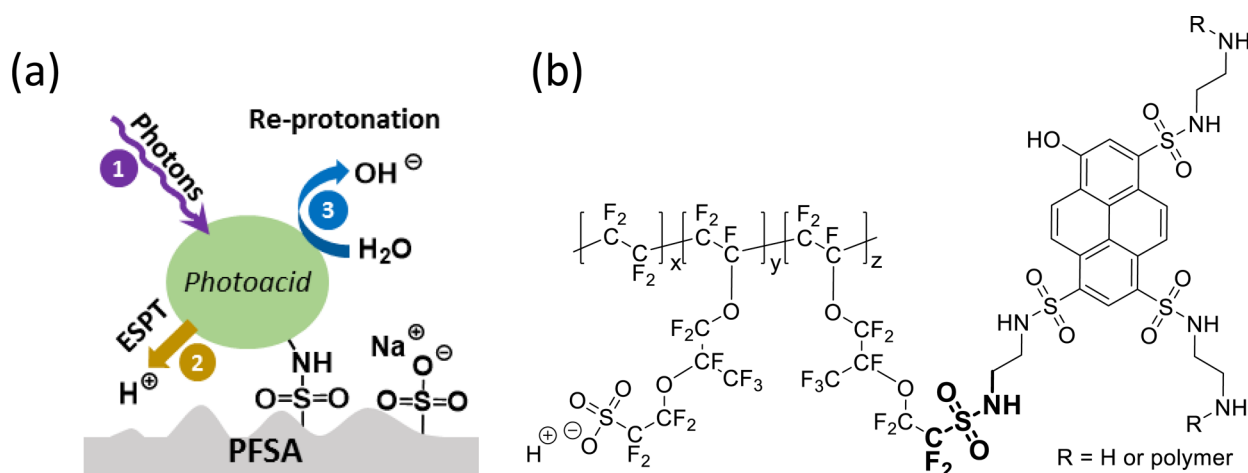 (a)
Photons
1
Re-protonation
OH ⊖
3
H₂O
Photoacid
ESPT
2
H⊕
NH
O=S=O
Na⊕
O⊖
O=S=O
PFSA
(b)
R
NH
O
S
NH
O
HO
F₂
C
C
F₂
x
F₂
C
F
C
y
F₂
C
F
C
z
O
O
F₂C
CF₂
CF
CF₃
F₃C
CF
O
O
O
O
S
O
⊖
H⊕
CF₂
C
F₂
F₂C
C
F₂
O
S
O
NH
O
S
O
NH
O
S
O
NH
NH
R
R = H or polymer